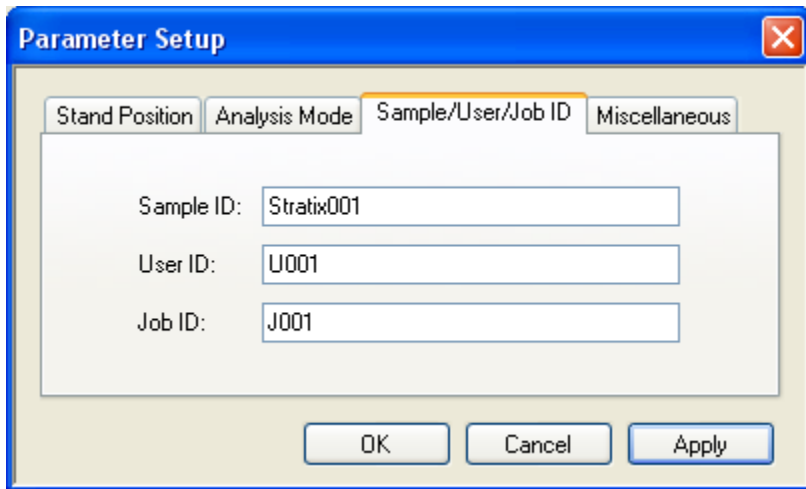 Parameter Setup
Stand Position Analysis Mode Sample/User/Job ID Miscellaneous
Sample ID: Stratix001
User ID: U001
Job ID: J001
OK Cancel Apply